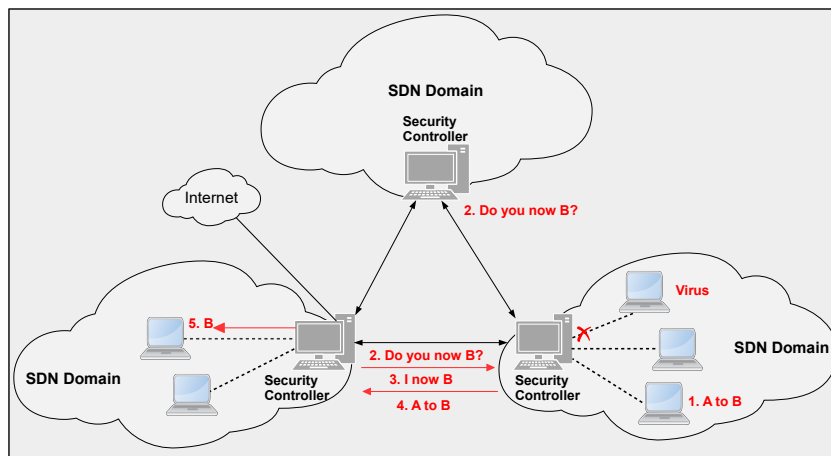 SDN Domain
Security
Controller
Internet
2. Do you now B?
Virus
5. B
SDN Domain
SDN Domain
2. Do you now B?
3. I now B
4. A to B
Security
Controller
Security
Controller
1. A to B